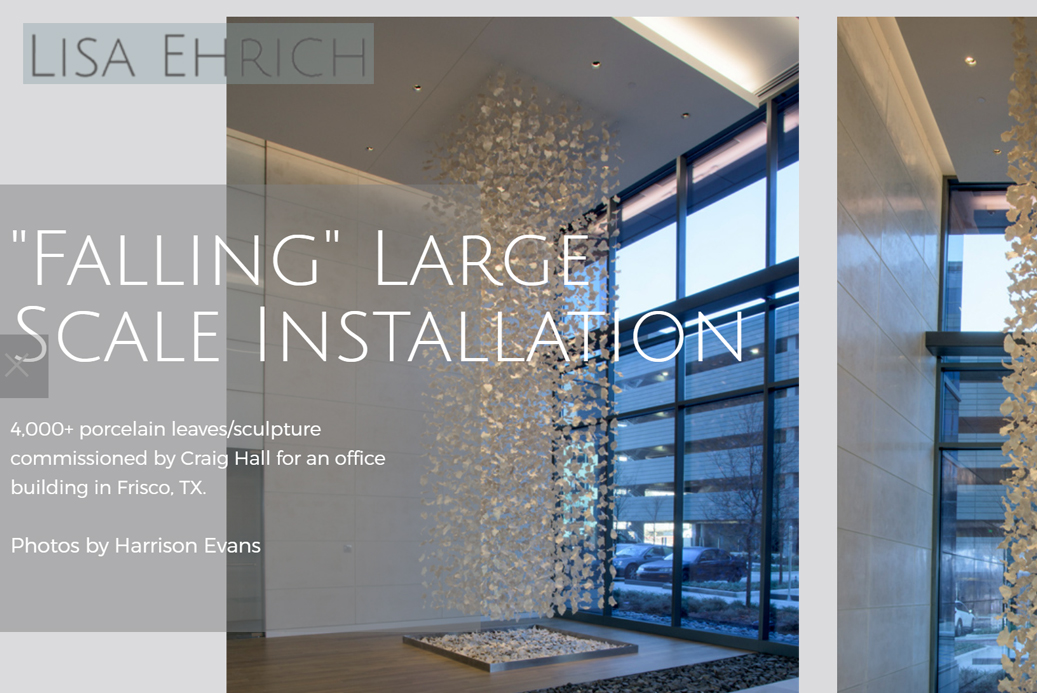 Lisa Ehrich
"Falling" Large
Scale Installation
4,000+ porcelain leaves/sculpture
commissioned by Craig Hall for an office
building in Frisco, TX.
Photos by Harrison Evans